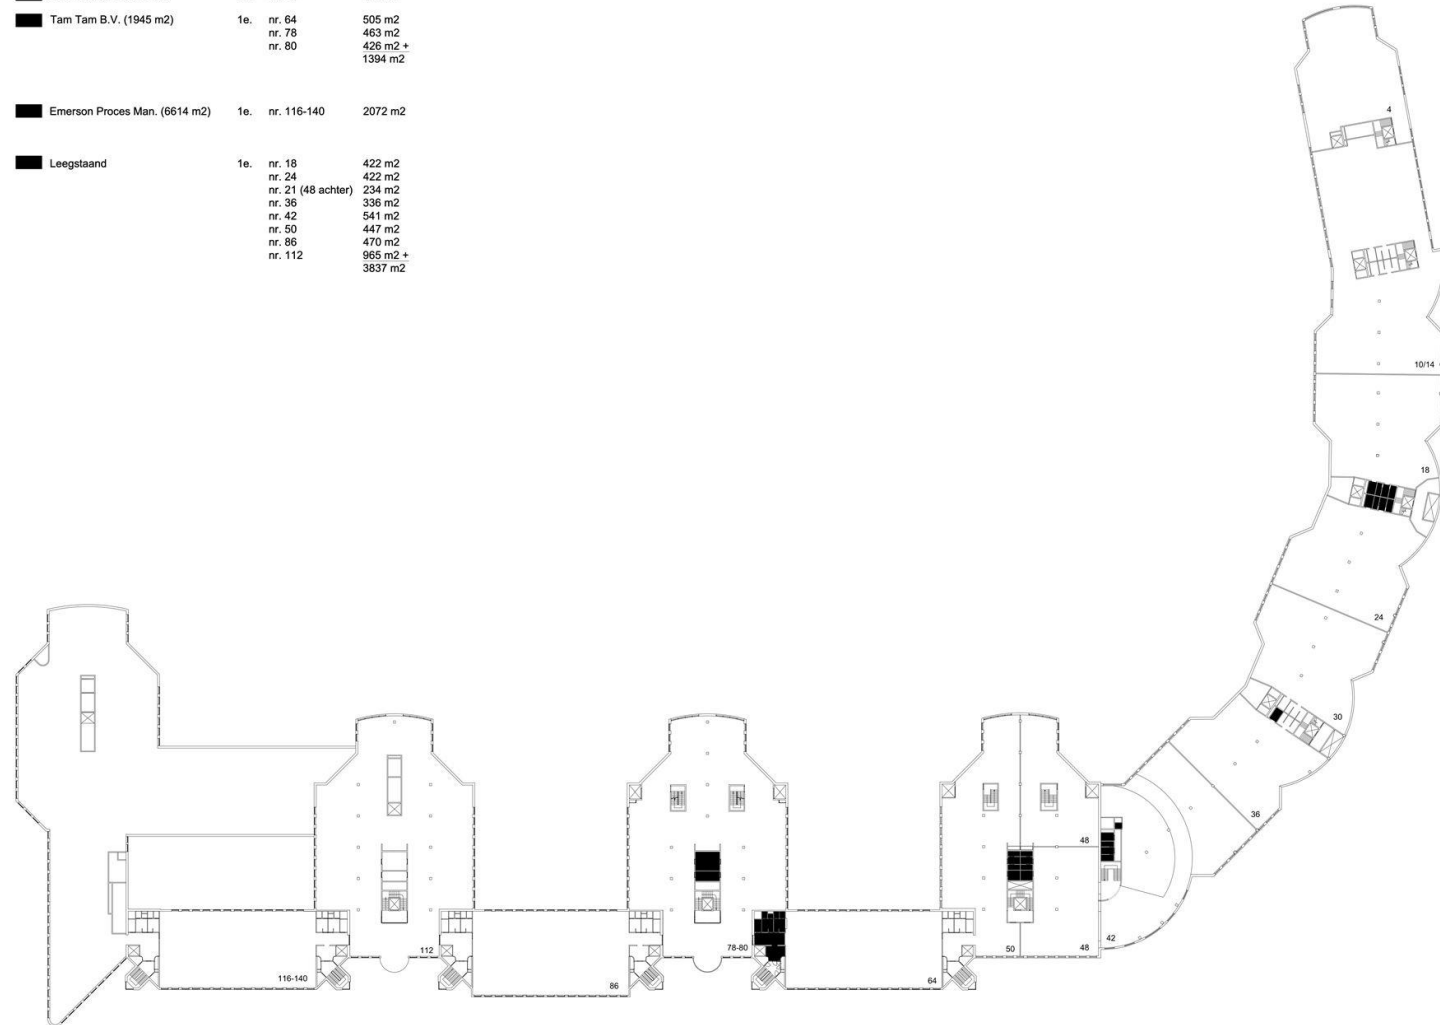 Tam Tam B.V. (1945 m2) 1e. nr. 64 505 m2
nr. 78 463 m2
nr. 80 426 m2 +
1394 m2
Emerson Proces Man. (6614 m2) 1e. nr. 116-140 2072 m2
Leegstaand 1e. nr. 18 422 m2
nr. 24 422 m2
nr. 21 (48 achter) 234 m2
nr. 36 336 m2
nr. 42 541 m2
nr. 50 447 m2
nr. 86 470 m2
nr. 112 965 m2 +
3837 m2
4
10/14
18
24
30
36
48
42
112
78-80
50
48
116-140
86
64